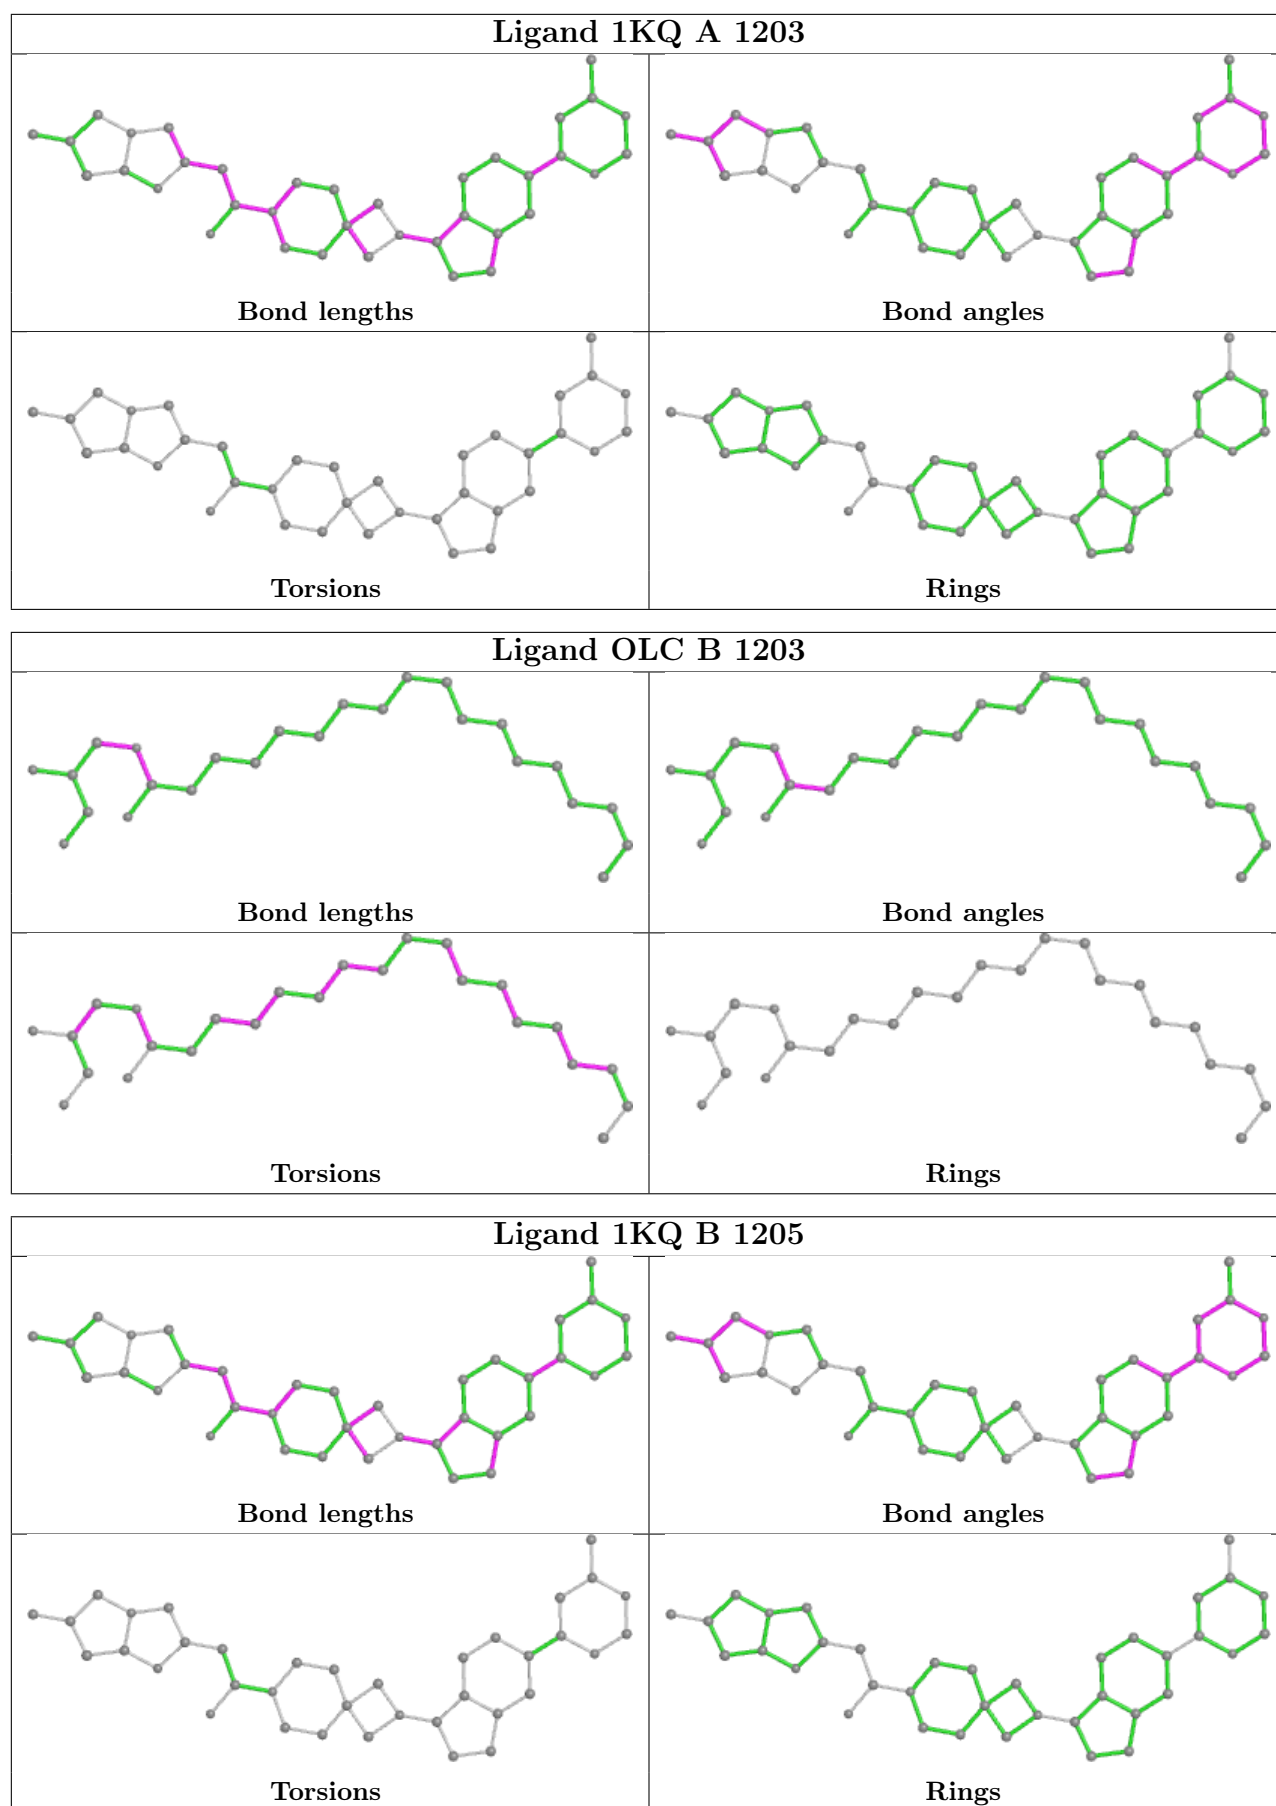 Ligand 1KQ A 1203
Bond lengths
Bond angles
Torsions
Rings
Ligand OLC B 1203
Bond lengths
Bond angles
Torsions
Rings
Ligand 1KQ B 1205
Bond lengths
Bond angles
Torsions
Rings